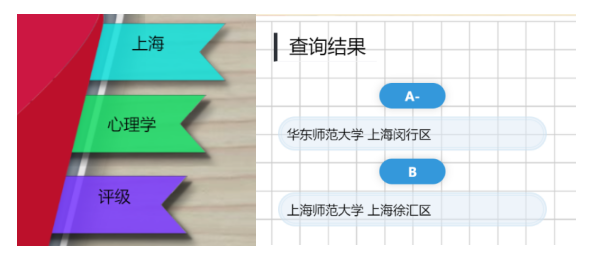 上海
心理学
评级
查询结果
A-
华东师范大学 上海闵行区
B
上海师范大学 上海徐汇区